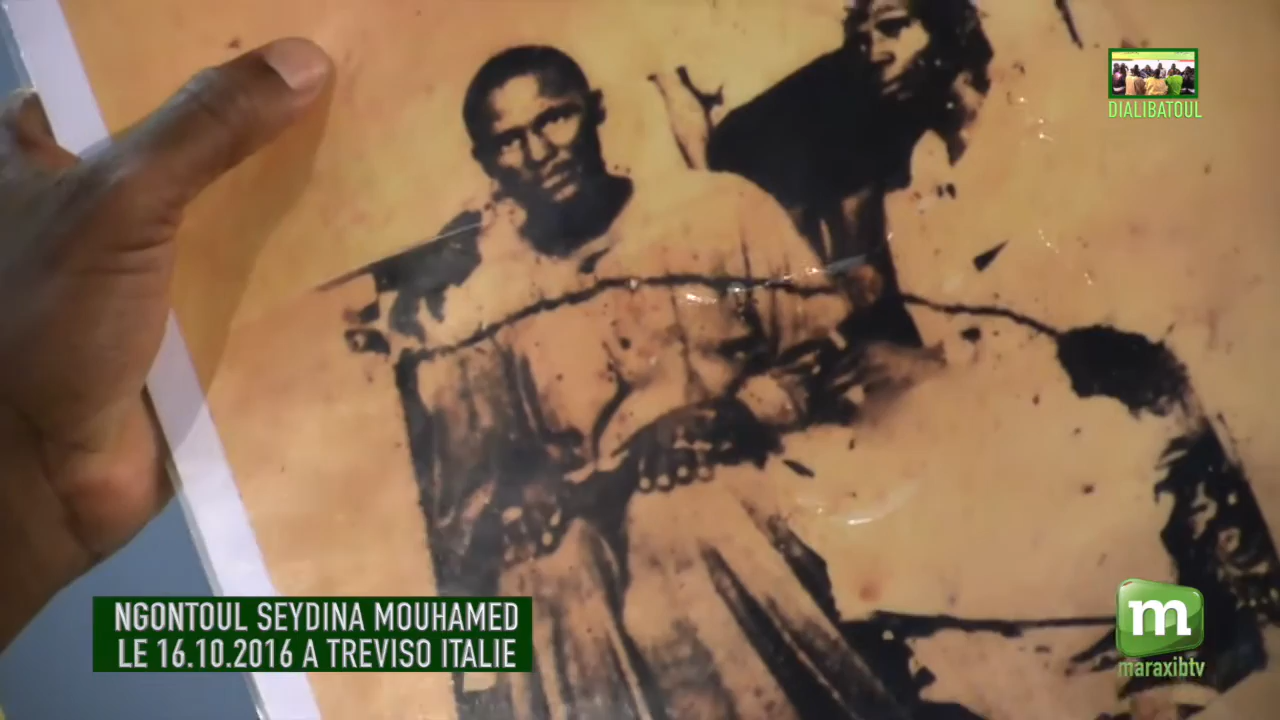 DIALIBATOUL
NGONTOUL SEYDINA MOUHAMED
LE 16.10.2016 A TREVISO ITALIE
m
maraxibtv